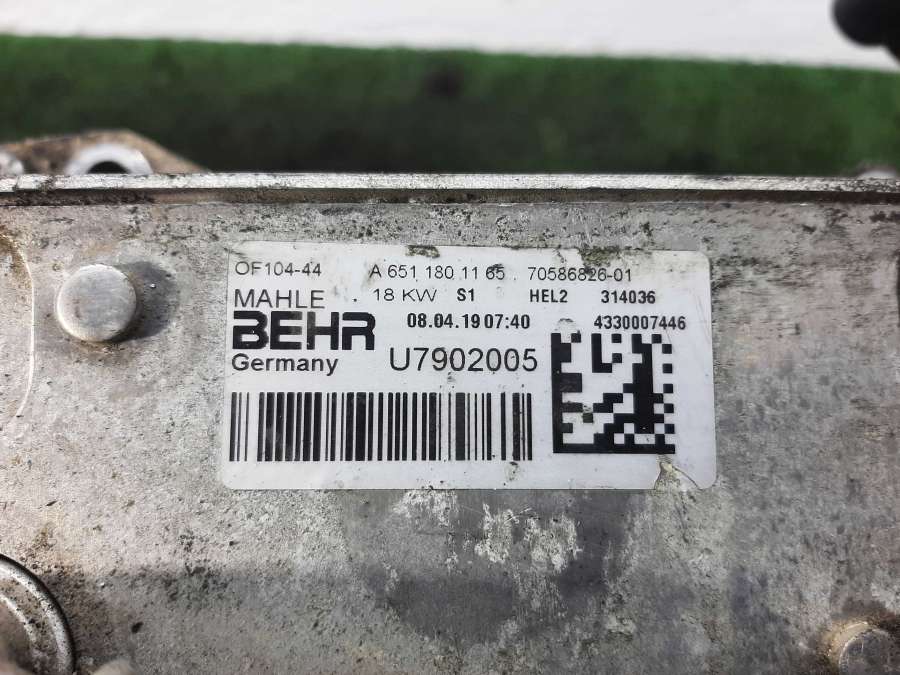 OF104-44 A 651 180 11 65 70586826-01
MAHLE 18 KW S1 HEL2 314036
BEHR 08.04.19 07:40 4330007446
Germany U7902005